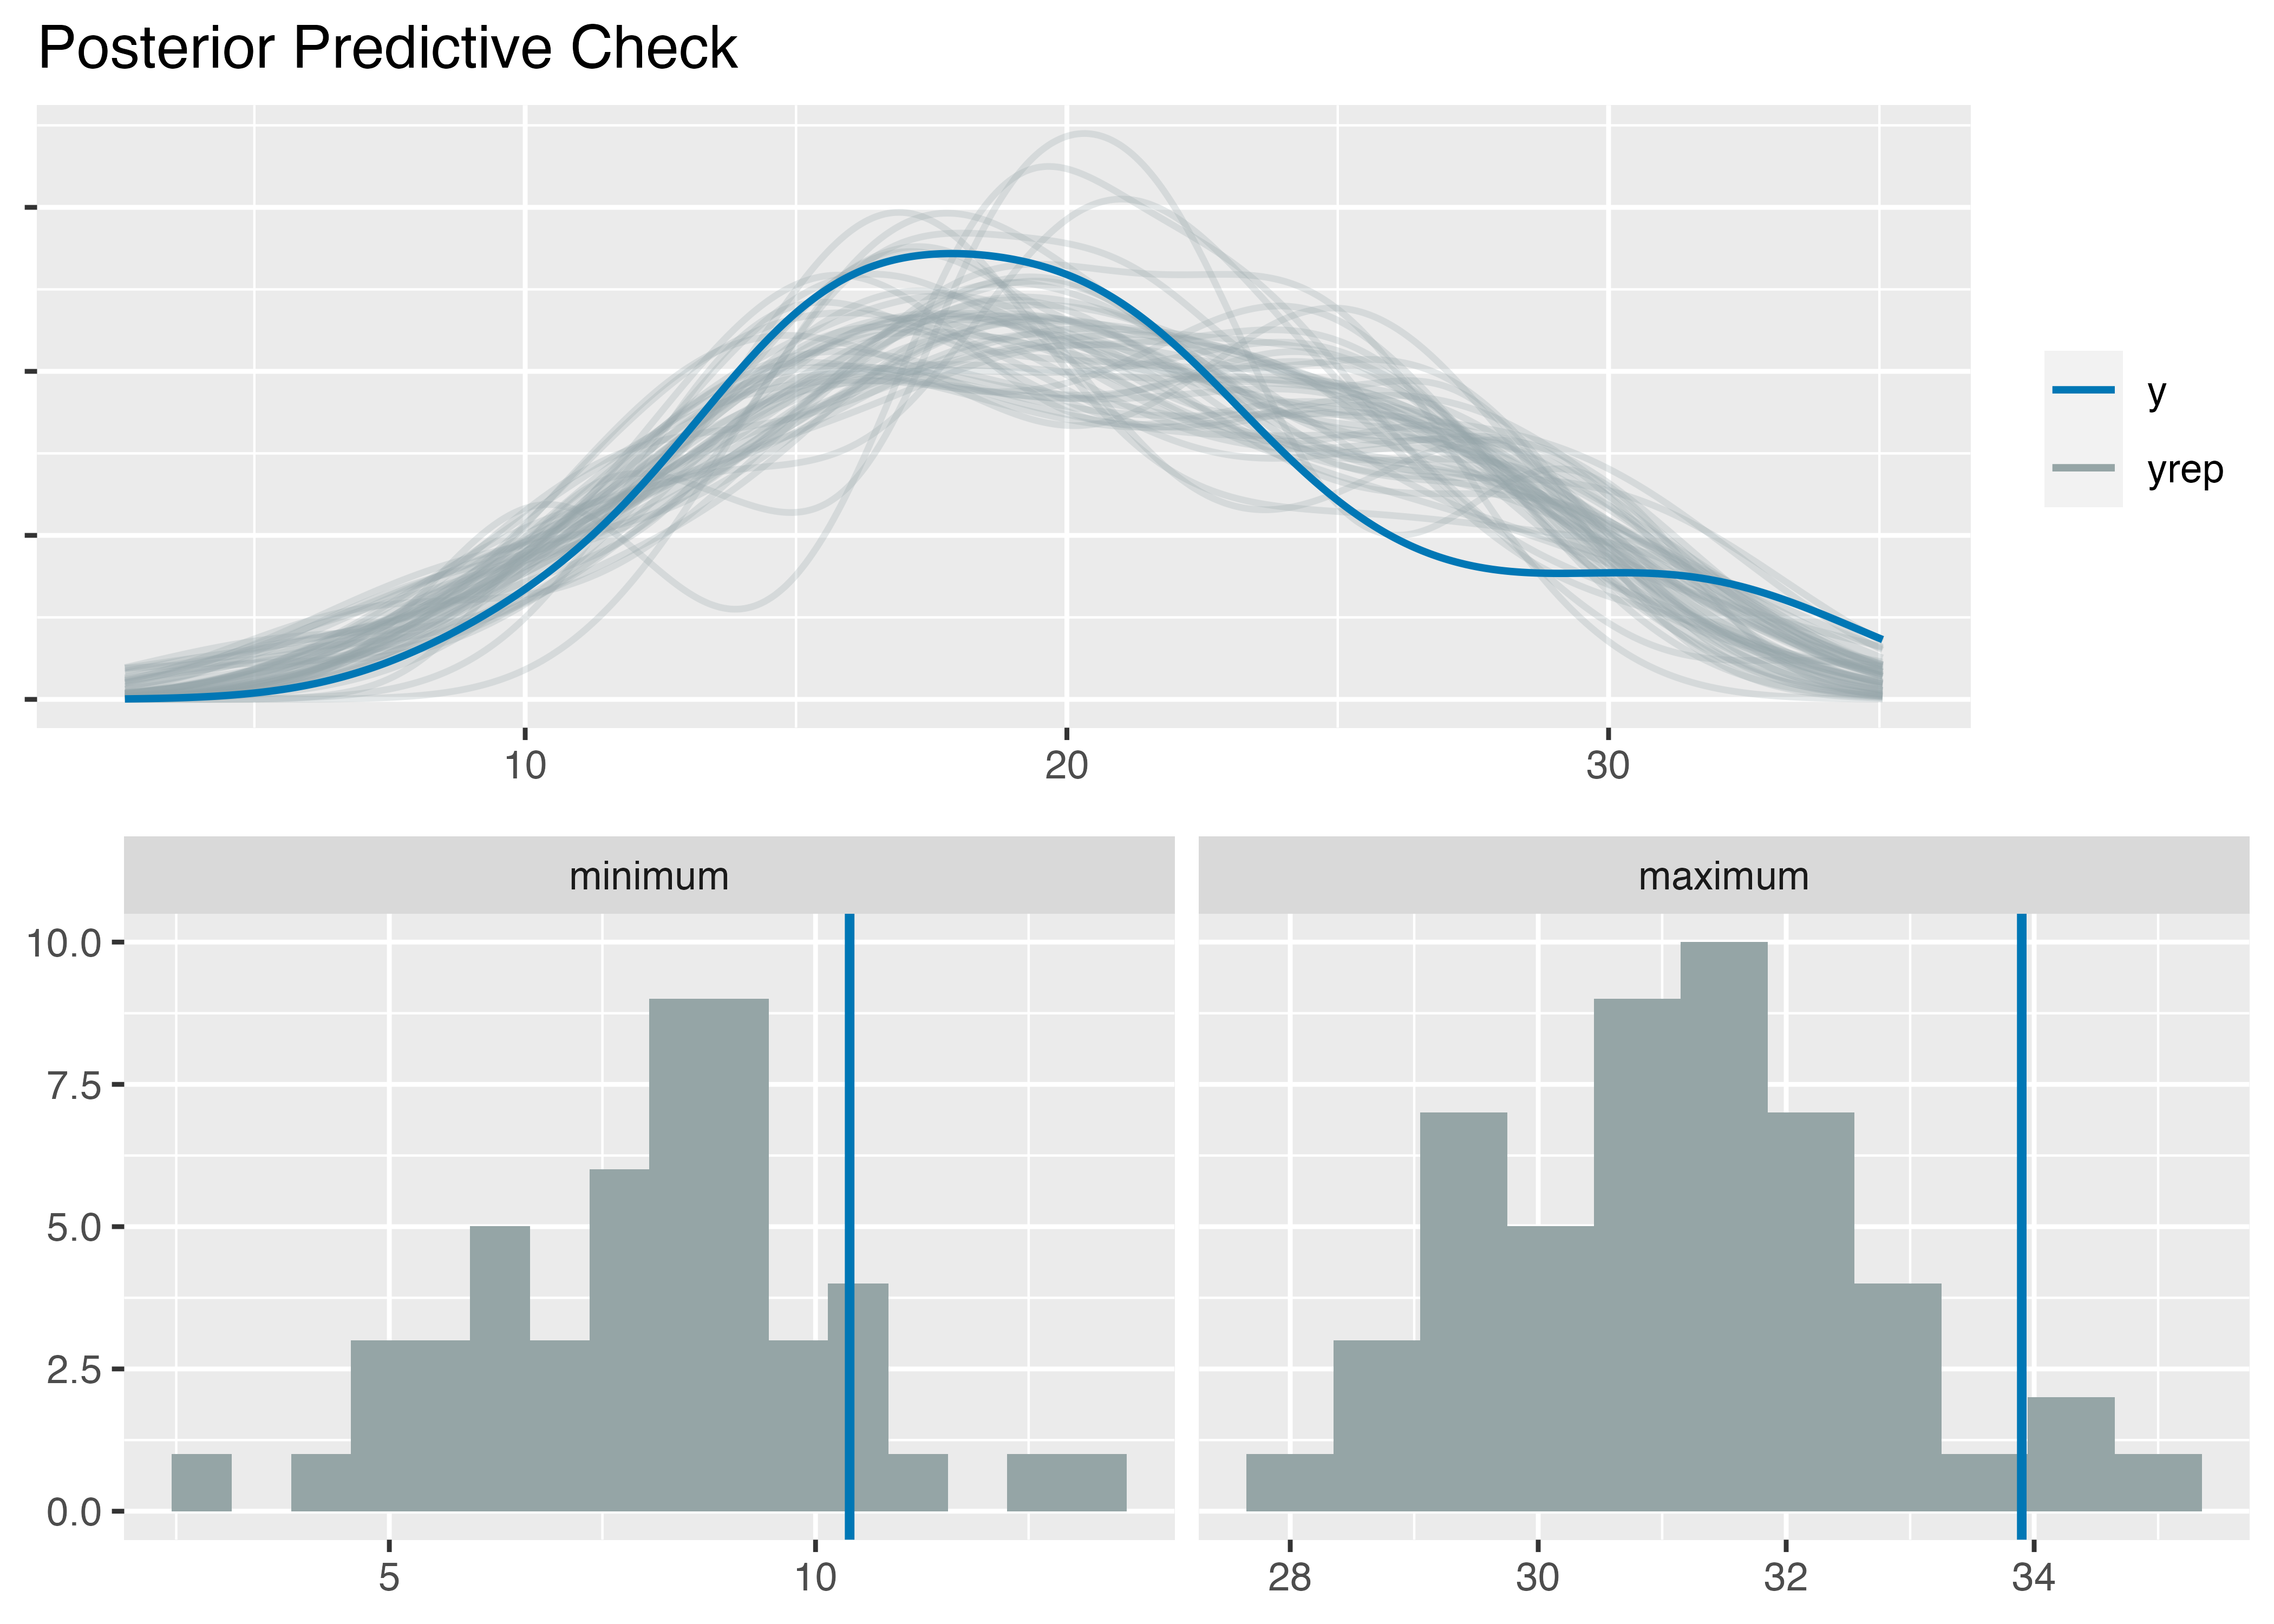 Posterior Predictive Check
y
yrep
10 20 30
minimum maximum
10.0
7.5
5.0
2.5
0.0
5 10 28 30 32 34